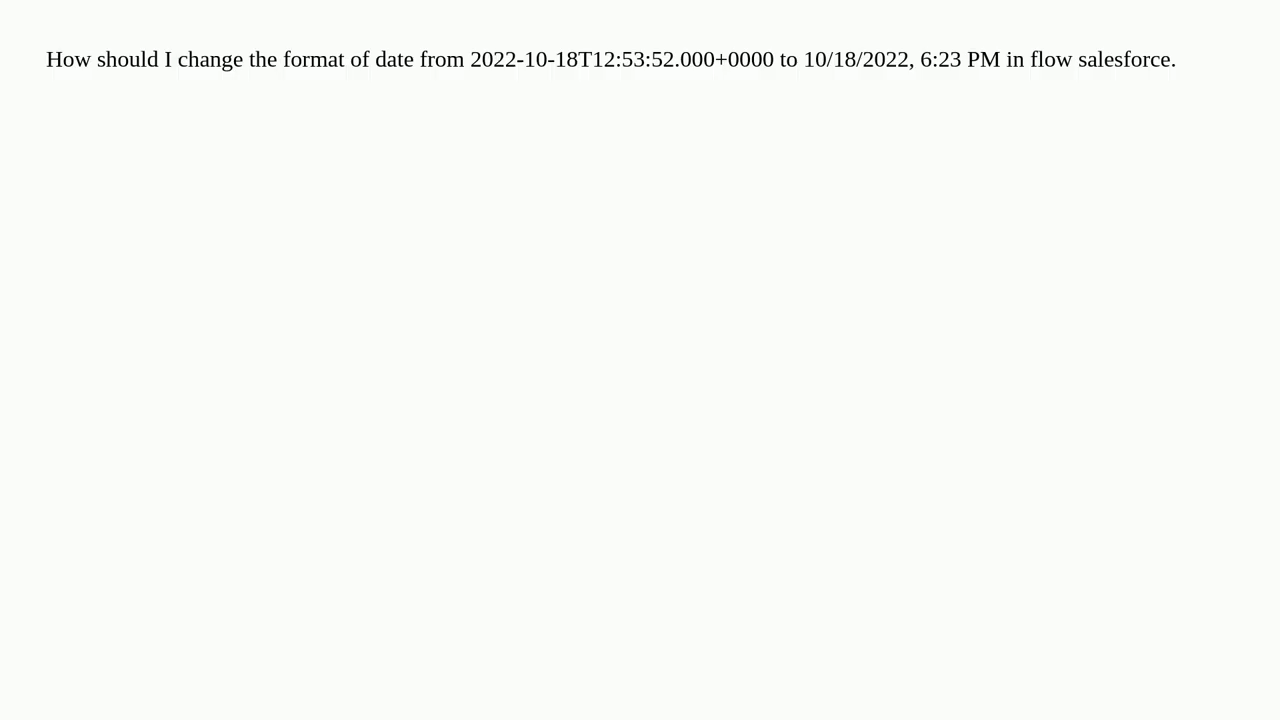 How should I change the format of date from 2022-10-18T12:53:52.000+0000 to 10/18/2022, 6:23 PM in flow salesforce.